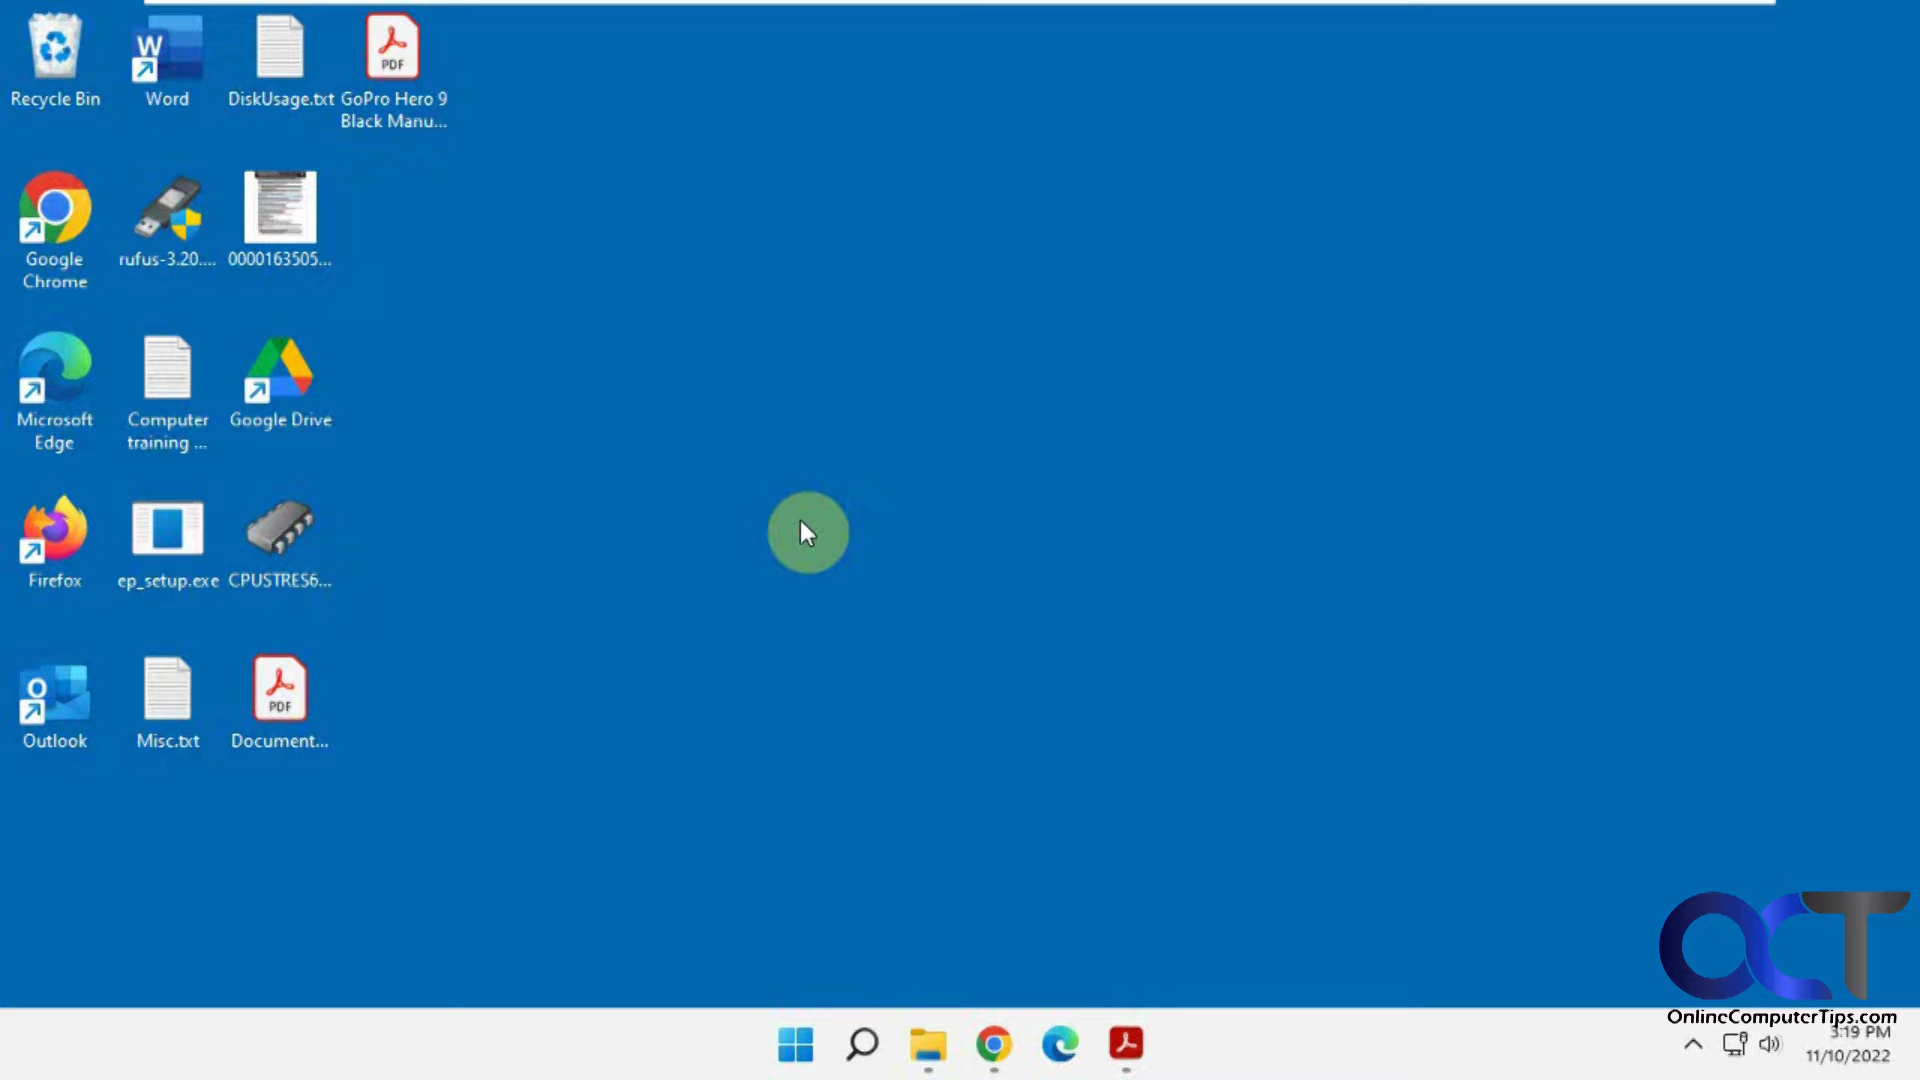 Recycle Bin
Word
DiskUsage.txt
GoPro Hero 9
Black Manu...
PDF
Google
Chrome
rufus-3.20....
0000163505...
Microsoft
Edge
Computer
training ...
Google Drive
Firefox
ep_setup.exe
CPUSTRES6...
Outlook
Misc.txt
PDF
Document...
OCT
OnlineComputerTips.com
3:19 PM
11/10/2022